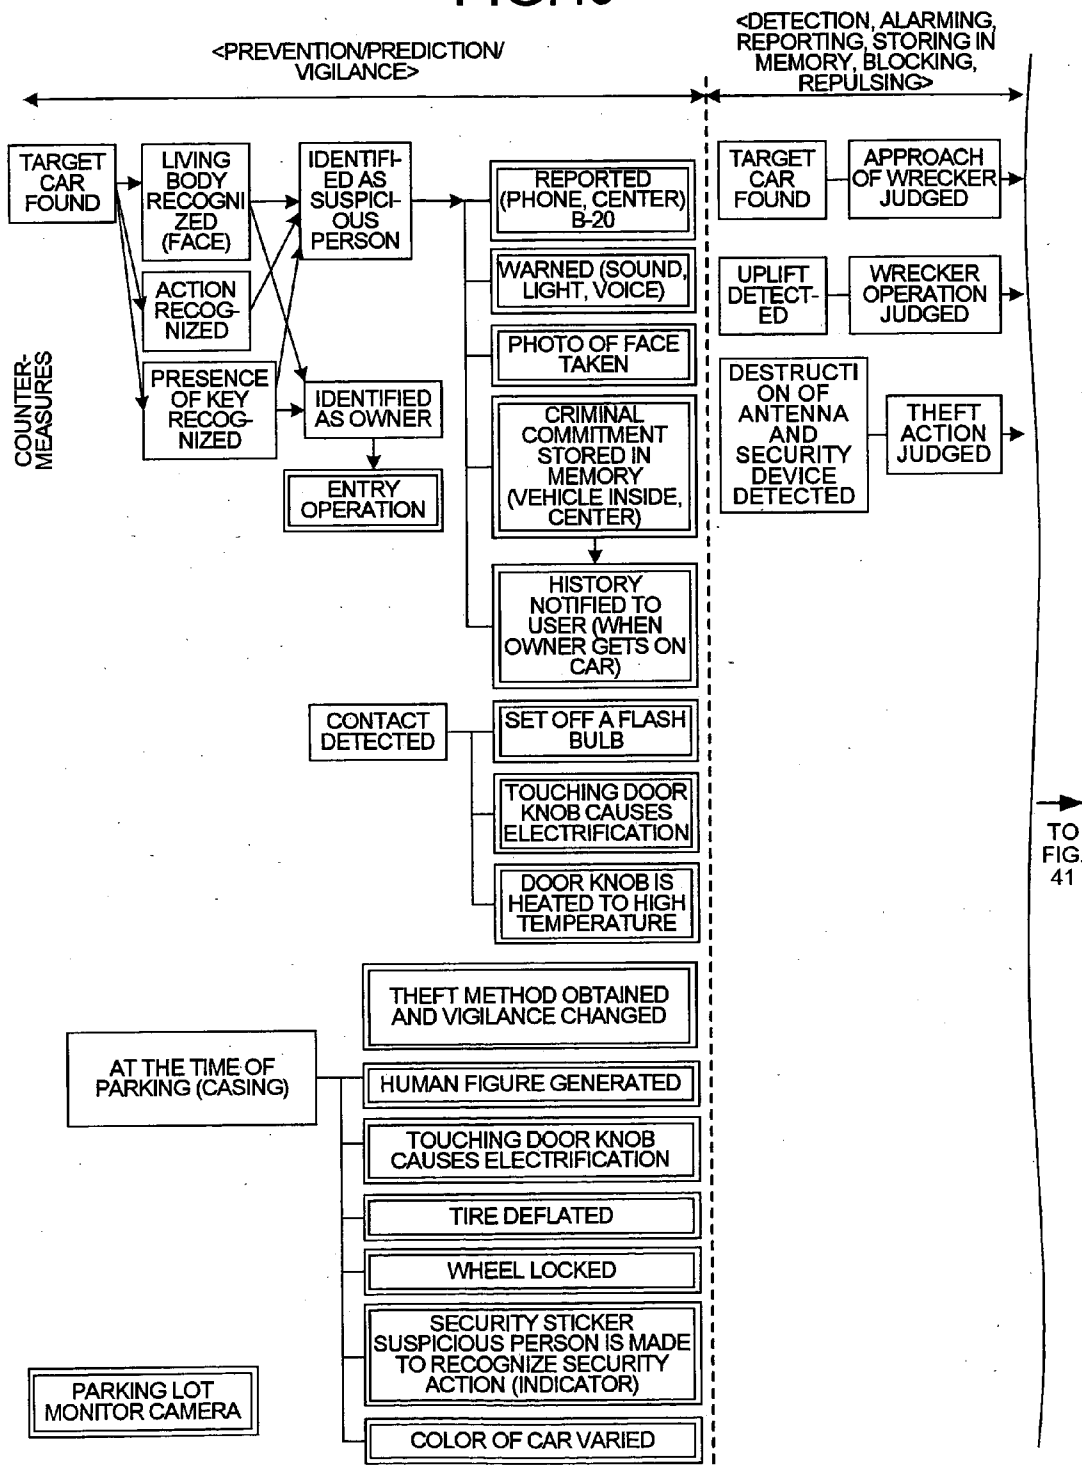 <PREVENTION/PREDICTION/
VIGILANCE>
<DETECTION, ALARMING,
REPORTING, STORING IN
MEMORY, BLOCKING,
REPULSING>
COUNTER-
MEASURES
TARGET
CAR
FOUND
LIVING
BODY
RECOGNI
ZED
(FACE)
ACTION
RECOG-
NIZED
PRESENCE
OF KEY
RECOG-
NIZED
IDENTIFI-
ED AS
SUSPICI-
OUS
PERSON
IDENTIFIED
AS OWNER
ENTRY
OPERATION
REPORTED
(PHONE, CENTER)
B-20
WARNED (SOUND,
LIGHT, VOICE)
PHOTO OF FACE
TAKEN
CRIMINAL
COMMITMENT
STORED IN
MEMORY
(VEHICLE INSIDE,
CENTER)
HISTORY
NOTIFIED TO
USER (WHEN
OWNER GETS ON
CAR)
CONTACT
DETECTED
SET OFF A FLASH
BULB
TOUCHING DOOR
KNOB CAUSES
ELECTRIFICATION
DOOR KNOB IS
HEATED TO HIGH
TEMPERATURE
AT THE TIME OF
PARKING (CASING)
THEFT METHOD OBTAINED
AND VIGILANCE CHANGED
HUMAN FIGURE GENERATED
TOUCHING DOOR KNOB
CAUSES ELECTRIFICATION
TIRE DEFLATED
WHEEL LOCKED
SECURITY STICKER
SUSPICIOUS PERSON IS MADE
TO RECOGNIZE SECURITY
ACTION (INDICATOR)
COLOR OF CAR VARIED
PARKING LOT
MONITOR CAMERA
TARGET
CAR
FOUND
APPROACH
OF WRECKER
JUDGED
UPLIFT
DETECT-
ED
WRECKER
OPERATION
JUDGED
DESTRUCTI
ON OF
ANTENNA
AND
SECURITY
DEVICE
DETECTED
THEFT
ACTION
JUDGED
TO
FIG.
41